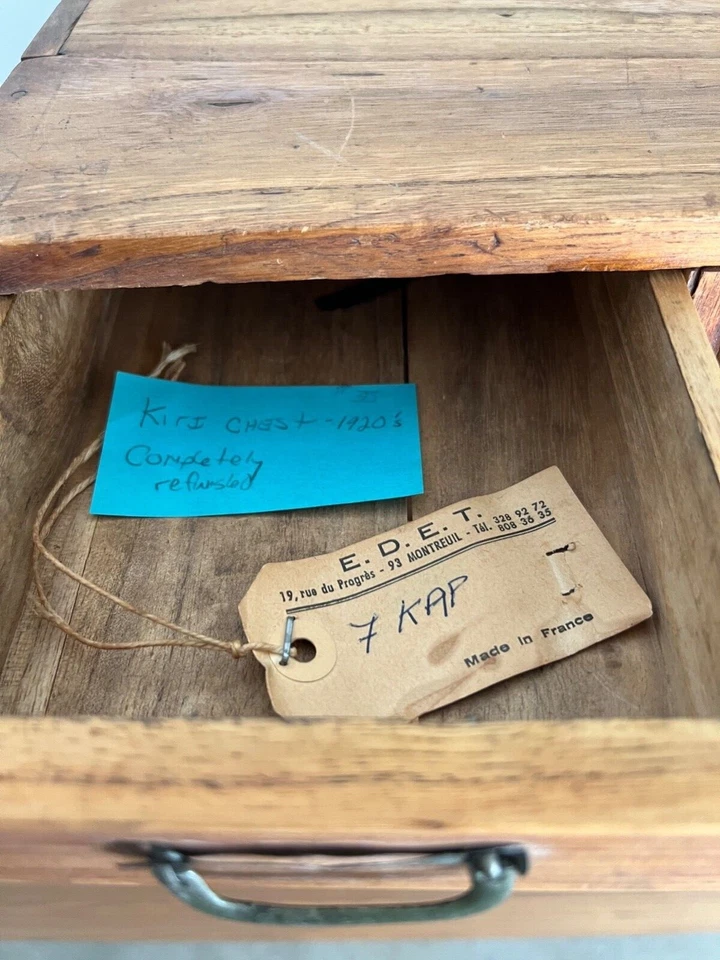 Kiri CHEST - 1920's
Completely
refinished
E. D. E. T.
19, rue du Progrès - 93 MONTREUIL - Tél. 328 92 72
808 36 35
7 KAP
Made in France